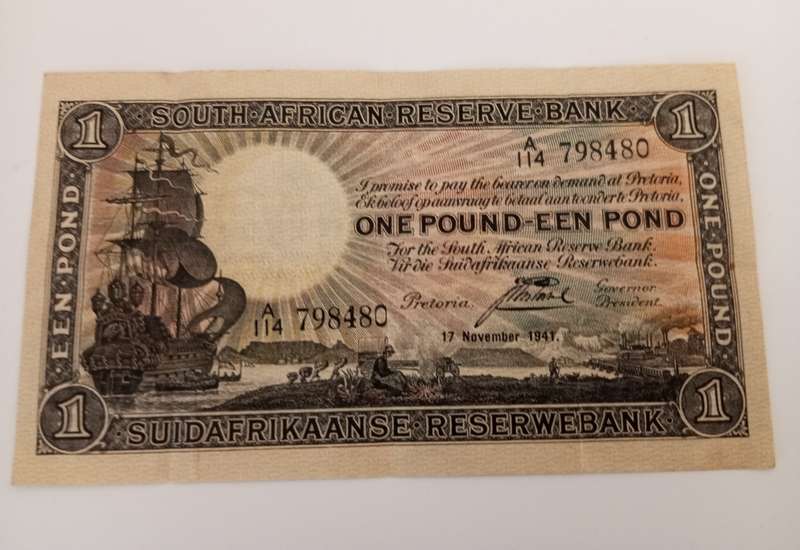 1 SOUTH·AFRICAN·RESERVE·BANK· 1
A/114 798480
I promise to pay the bearer on demand at Pretoria,
Ek beloof op aanvraag te betaal aan toonder te Pretoria,
ONE POUND-EEN POND
For the South African Reserve Bank.
Vir die Suidafrikaanse Reserwebank.
Pretoria.
Governor
President.
A/114 798480
17 November 1941.
EEN·POND
ONE·POUND
1 ·SUIDAFRIKAANSE·RESERWEBANK· 1